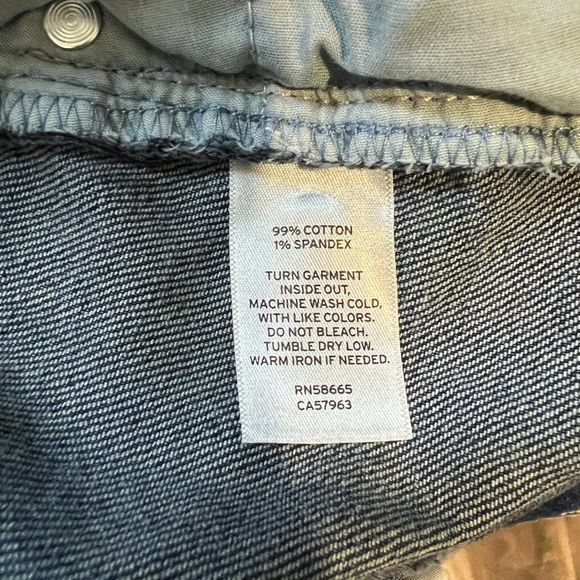 99% COTTON
1% SPANDEX
TURN GARMENT
INSIDE OUT,
MACHINE WASH COLD,
WITH LIKE COLORS.
DO NOT BLEACH.
TUMBLE DRY LOW.
WARM IRON IF NEEDED.
RN58665
CA57963